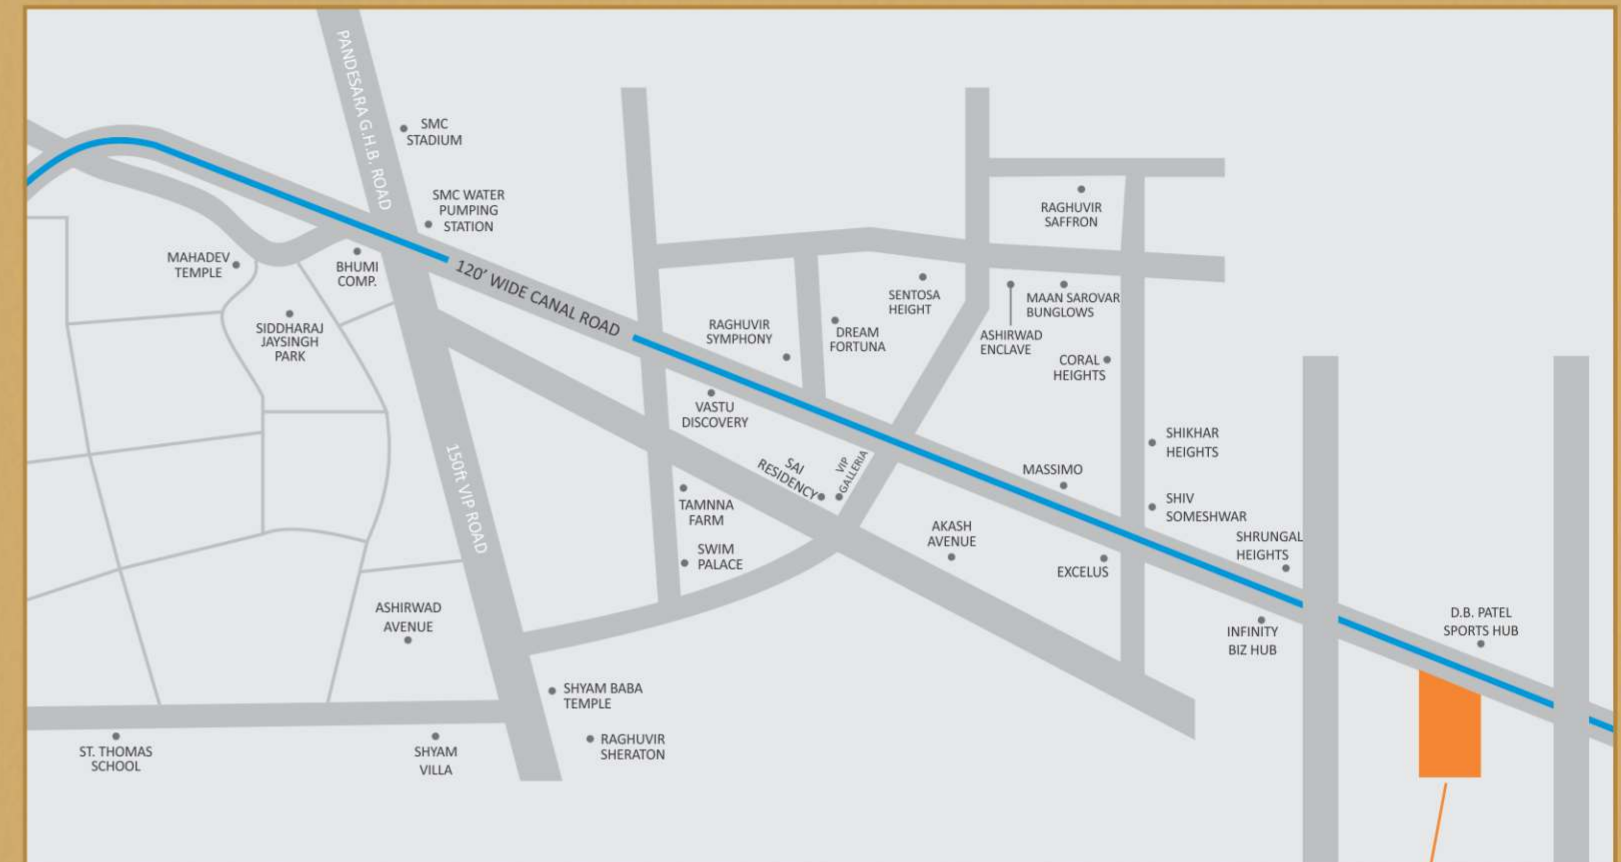 PANDESARA G.H.B. ROAD
SMC
STADIUM
SMC WATER
PUMPING
STATION
MAHADEV
TEMPLE
BHUMI
COMP.
SIDDHARAJ
JAYSINGH
PARK
120' WIDE CANAL ROAD
150ft VIP ROAD
RAGHUVIR
SAFFRON
SENTOSA
HEIGHT
MAAN SAROVAR
BUNGLOWS
ASHIRWAD
ENCLAVE
RAGHUVIR
SYMPHONY
DREAM
FORTUNA
CORAL
HEIGHTS
VASTU
DISCOVERY
SAI
RESIDENCY
VIP
GALLERIA
MASSIMO
SHIKHAR
HEIGHTS
TAMNNA
FARM
SWIM
PALACE
AKASH
AVENUE
EXCELUS
SHIV
SOMESHWAR
SHRUNGAL
HEIGHTS
INFINITY
BIZ HUB
D.B. PATEL
SPORTS HUB
ASHIRWAD
AVENUE
SHYAM BABA
TEMPLE
RAGHUVIR
SHERATON
ST. THOMAS
SCHOOL
SHYAM
VILLA